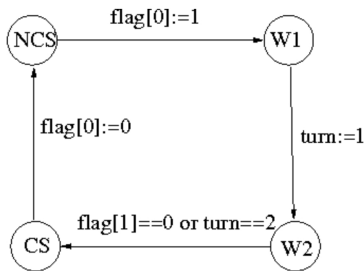 flag[0]:=1
NCS
W1
flag[0]:=0
turn:=1
flag[1]==0 or turn==2
CS
W2